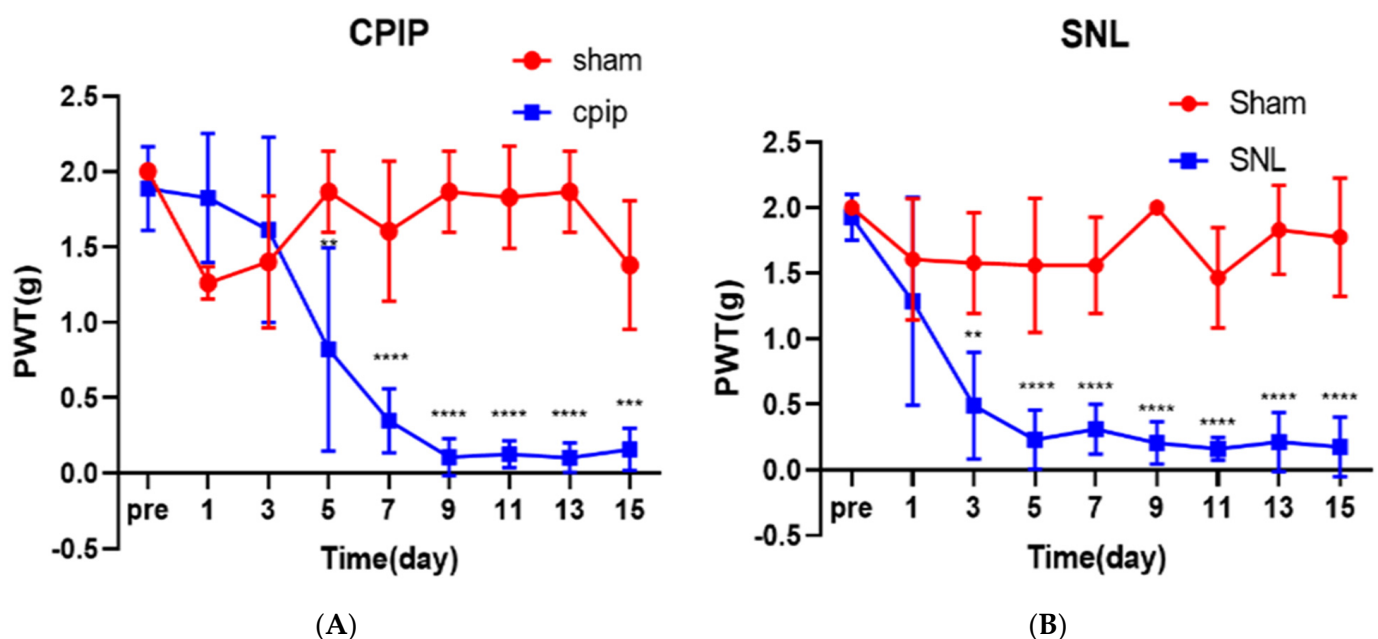 CPIP
sham
cpip
2.5
2.0
1.5
1.0
0.5
0.0
-0.5
PWT(g)
**
****
****
****
****
***
pre 1 3 5 7 9 11 13 15
Time(day)
(A)
SNL
Sham
SNL
2.5
2.0
1.5
1.0
0.5
0.0
-0.5
PWT(g)
**
****
****
****
****
****
****
pre 1 3 5 7 9 11 13 15
Time(day)
(B)